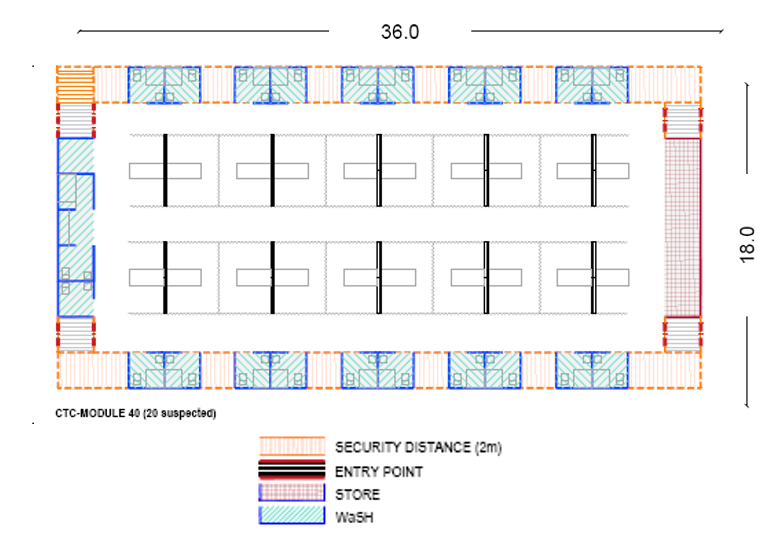 36.0
18.0
CTC-MODULE 40 (20 suspected)
SECURITY DISTANCE (2m)
ENTRY POINT
STORE
WaSH